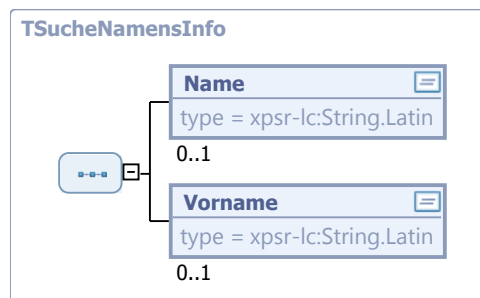 TSucheNamensInfo
Name
type = xpsr-lc:String.Latin
0..1
Vorname
type = xpsr-lc:String.Latin
0..1